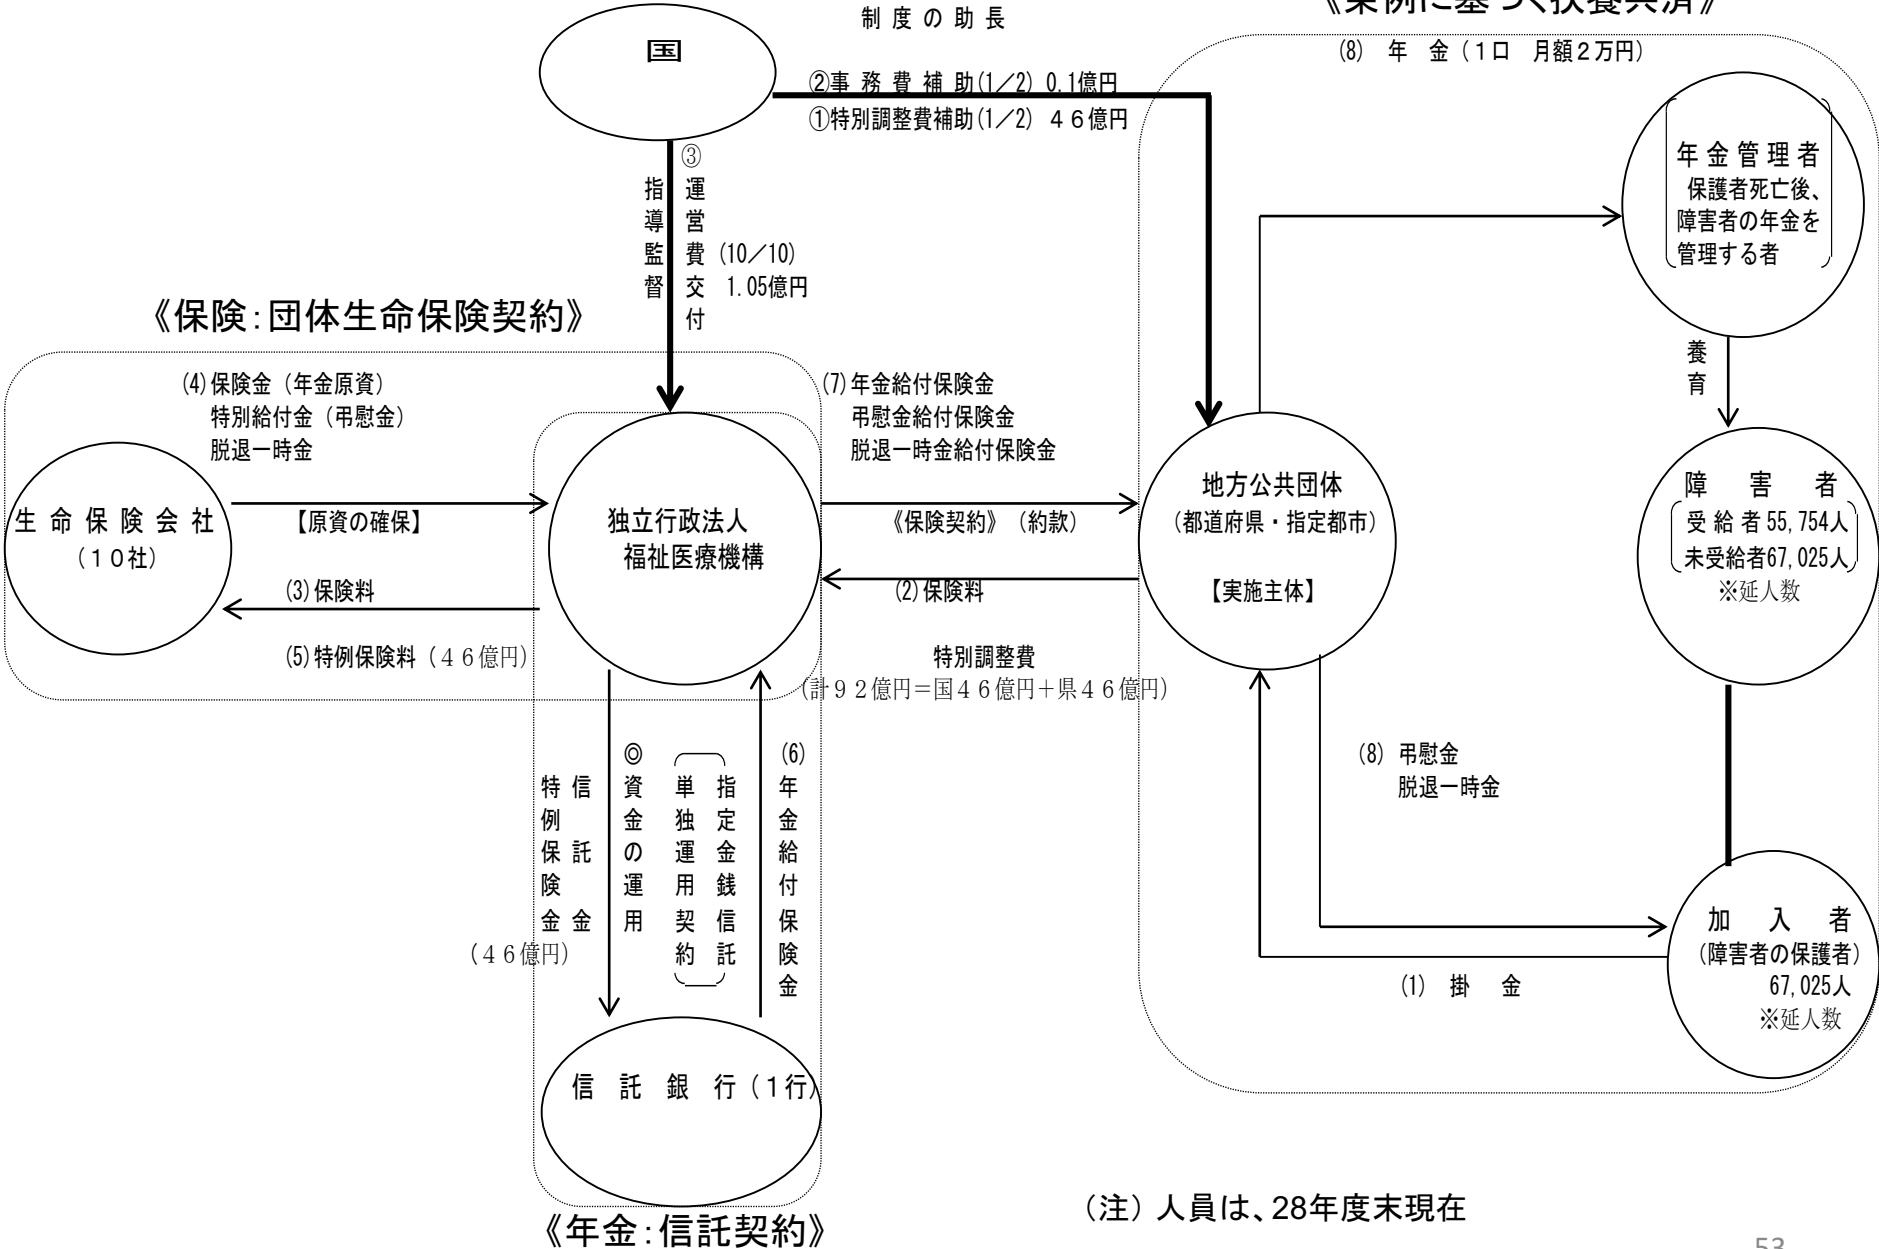 制度の助長
《条例に基づく扶養共済》
国
(8) 年 金（１口 月額２万円）
②事 務 費 補 助(1／2) 0.1億円
①特別調整費補助(1／2) ４６億円
③
運営費交付
(10／10)
1.05億円
指導監督
年金管理者
保護者死亡後、
障害者の年金を
管理する者
養育
《保険：団体生命保険契約》
(4)保険金（年金原資）
特別給付金（弔慰金）
脱退一時金
(7)年金給付保険金
弔慰金給付保険金
脱退一時金給付保険金
生命保険会社
（１０社）
【原資の確保】
(3)保険料
(5)特例保険料（４６億円）
独立行政法人
福祉医療機構
《保険契約》（約款）
(2)保険料
特別調整費
(計９２億円＝国４６億円＋県４６億円)
地方公共団体
（都道府県・指定都市）
【実施主体】
障 害 者
受 給 者 55,754人
未受給者67,025人
※延人数
特例保険金
信託金
（４６億円）
◎資金の運用
単独運用契約
指定金銭信託
(6)年金給付保険金
(8) 弔慰金
脱退一時金
加 入 者
（障害者の保護者）
67,025人
※延人数
(1) 掛 金
信 託 銀 行（１行）
《年金：信託契約》
（注）人員は、28年度末現在
53